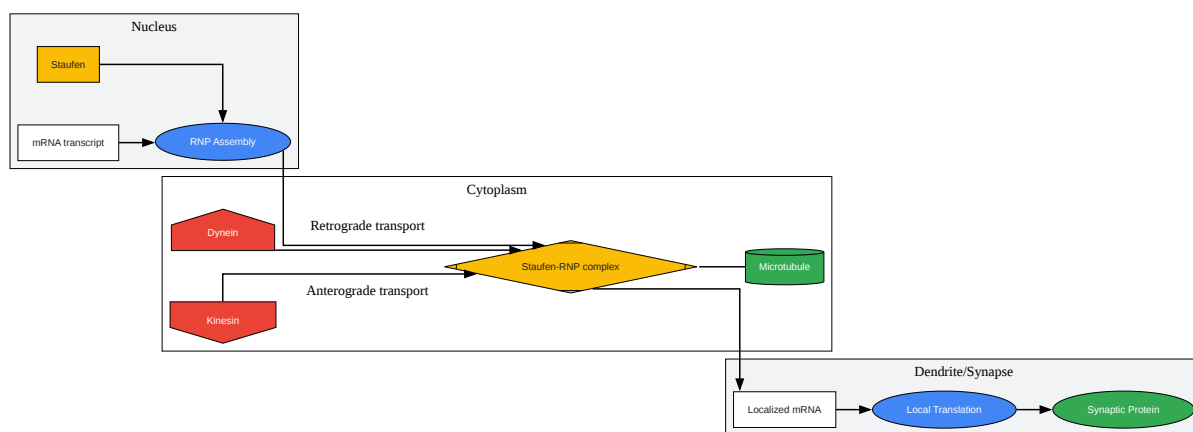 Nucleus
Staufen
mRNA transcript
RNP Assembly
Cytoplasm
Retrograde transport
Dynein
Staufen-RNP complex
Microtubule
Anterograde transport
Kinesin
Dendrite/Synapse
Localized mRNA
Local Translation
Synaptic Protein